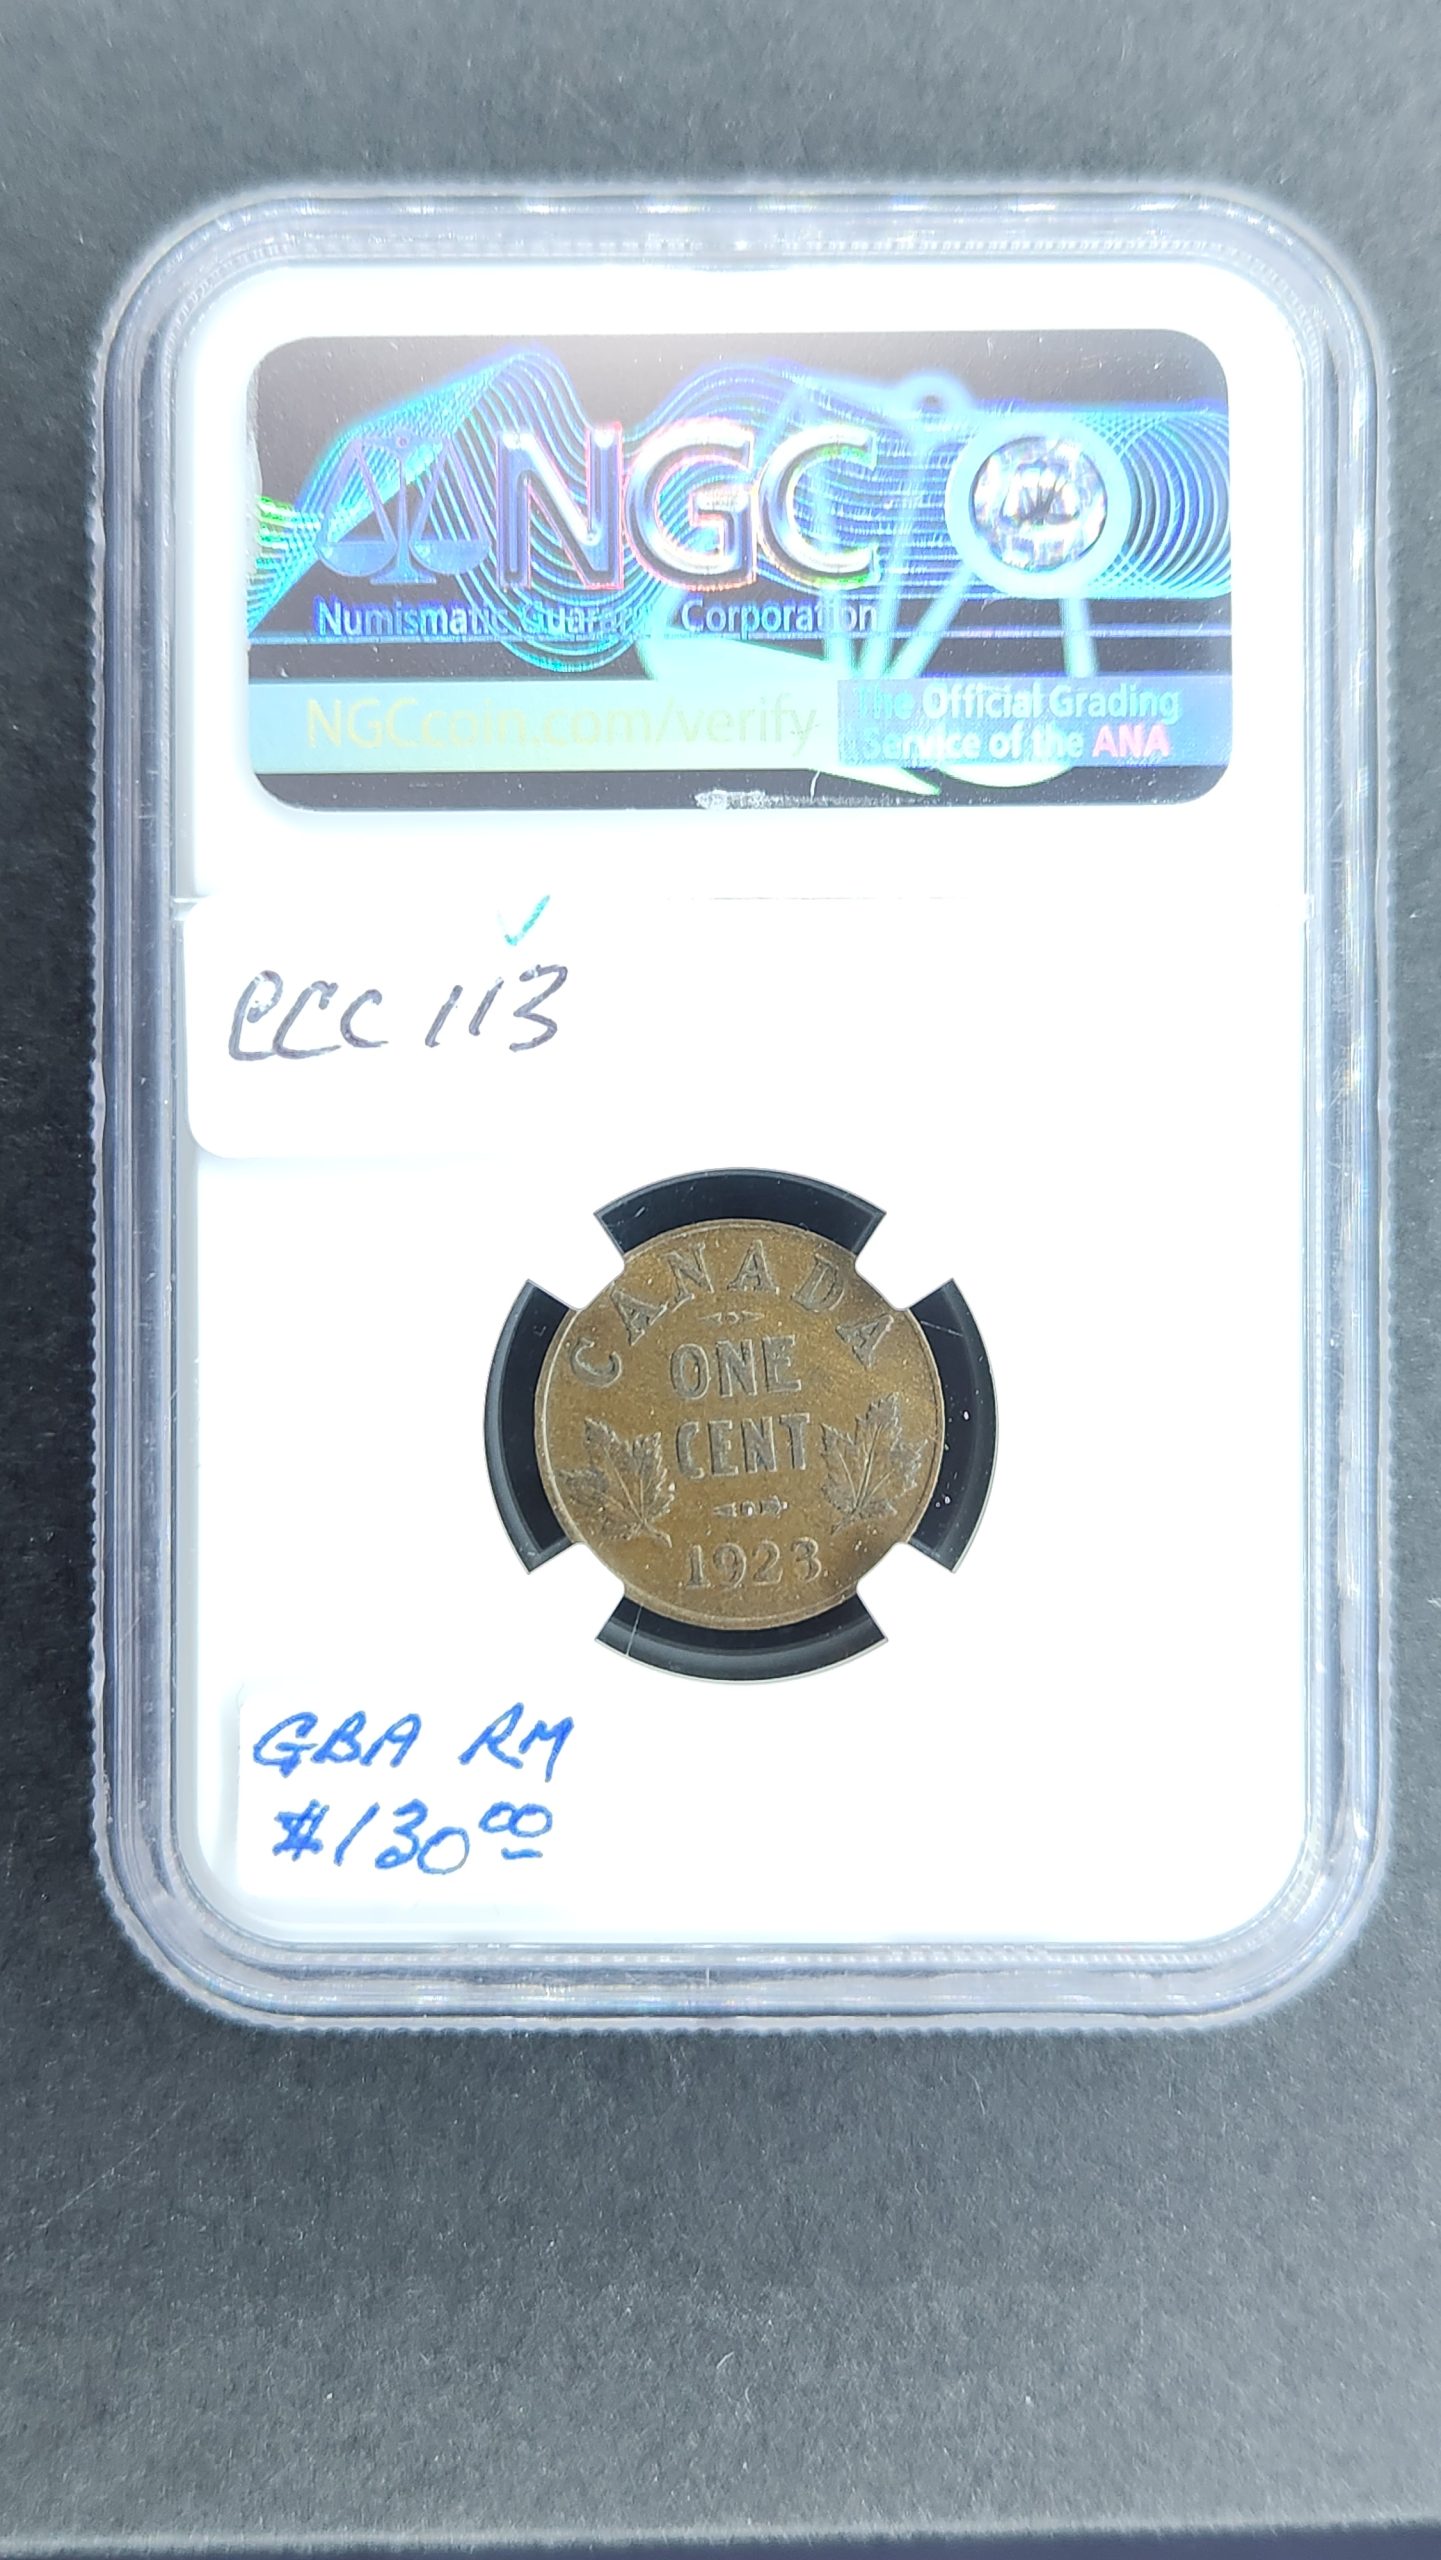 NGC
Numismatic Guaranty Corporation
NGCcoin.com/verify
The Official Grading
Service of the ANA
PCC 113
CANADA
ONE
CENT
1923
GBA RM
$130.00